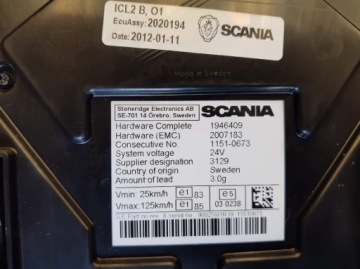 ICL2 B, O1
EcuAssy: 2020194
Date: 2012-01-11
SCANIA
Made in Sweden
Stoneridge Electronics AB
SE-701 14 Örebro, Sweden
SCANIA
Hardware Complete 1946409
Hardware (EMC) 2007183
Consecutive No. 1151-0673
System voltage 24V
Supplier designation 3129
Country of origin Sweden
Amount of lead 3.0g
Vmin: 25km/h e1 83 e5
Vmax: 125km/h e1 85 03 0238